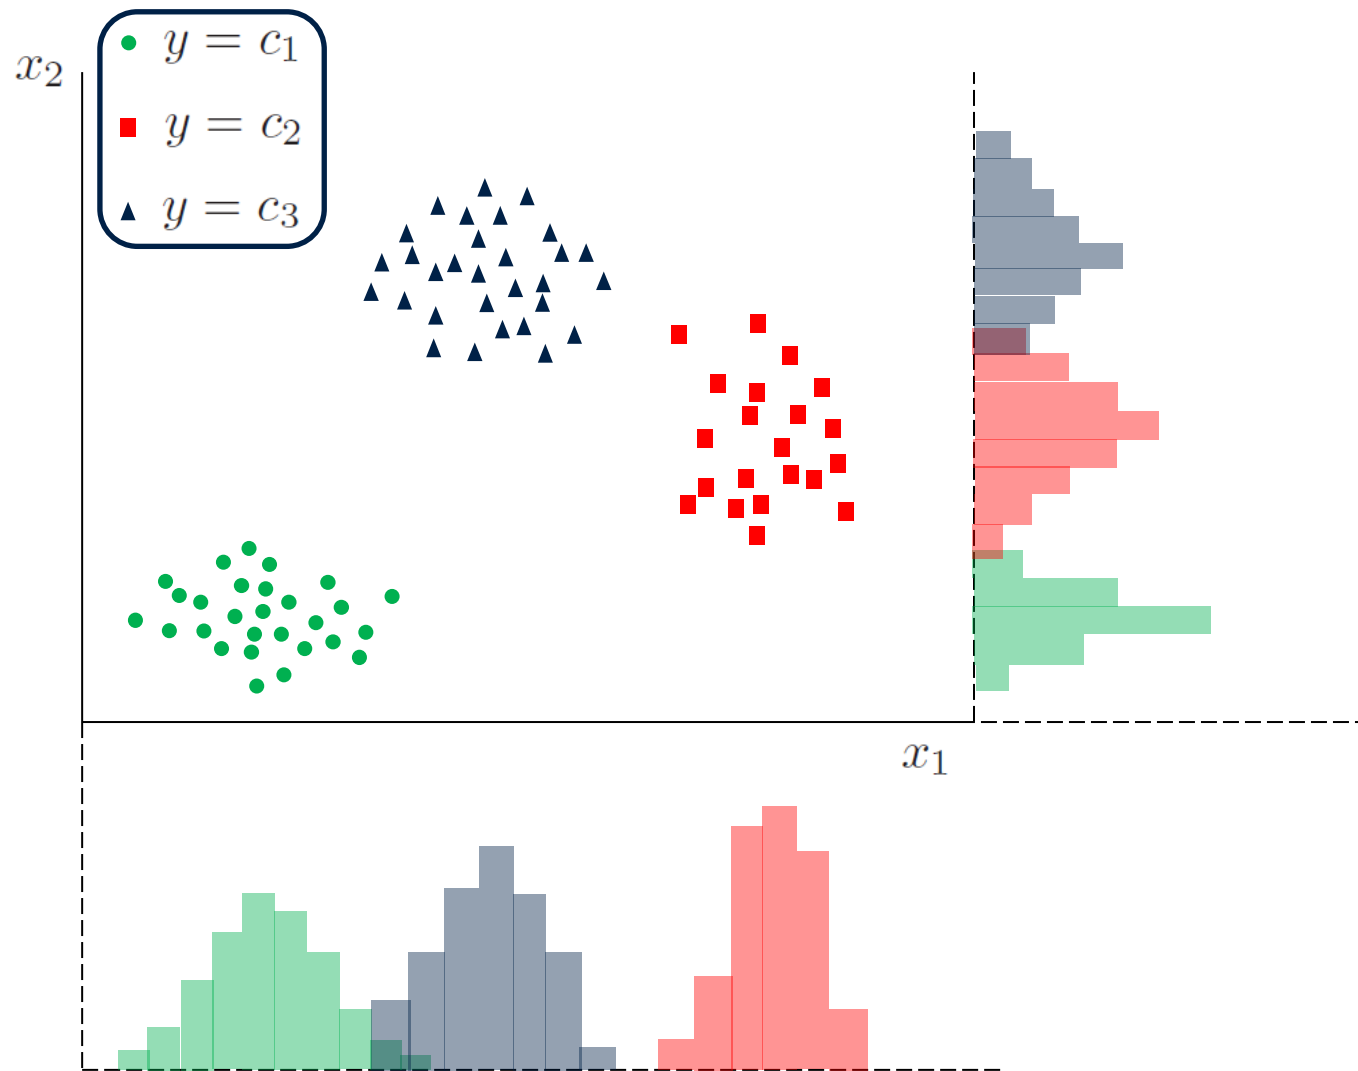 y = c₁
x₂
y = c₂
y = c₃
x₁